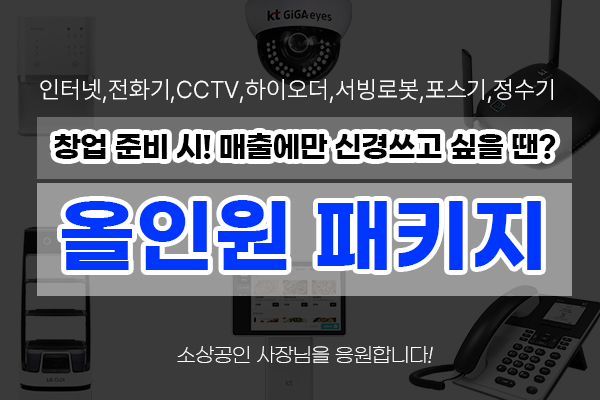 kt GiGA eyes
인터넷,전화기,CCTV,하이오더,서빙로봇,포스기,정수기
창업 준비 시! 매출에만 신경쓰고 싶을 땐?
올인원 패키지
소상공인 사장님을 응원합니다!
kt